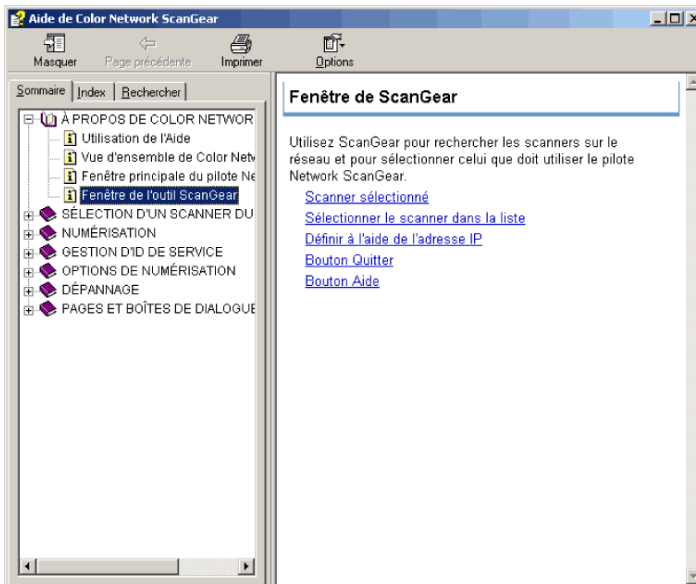 Aide de Color Network ScanGear
Masquer
Page précédente
Imprimer
Options
Sommaire
Index
Rechercher
À PROPOS DE COLOR NETWOR
Utilisation de l'Aide
Vue d'ensemble de Color Netw
Fenêtre principale du pilote Ne
Fenêtre de l'outil ScanGear
SÉLECTION D'UN SCANNER DU
NUMÉRISATION
GESTION D'ID DE SERVICE
OPTIONS DE NUMÉRISATION
DÉPANNAGE
PAGES ET BOÎTES DE DIALOGUE
Fenêtre de ScanGear
Utilisez ScanGear pour rechercher les scanners sur le
réseau et pour sélectionner celui que doit utiliser le pilote
Network ScanGear.
Scanner sélectionné
Sélectionner le scanner dans la liste
Définir à l'aide de l'adresse IP
Bouton Quitter
Bouton Aide